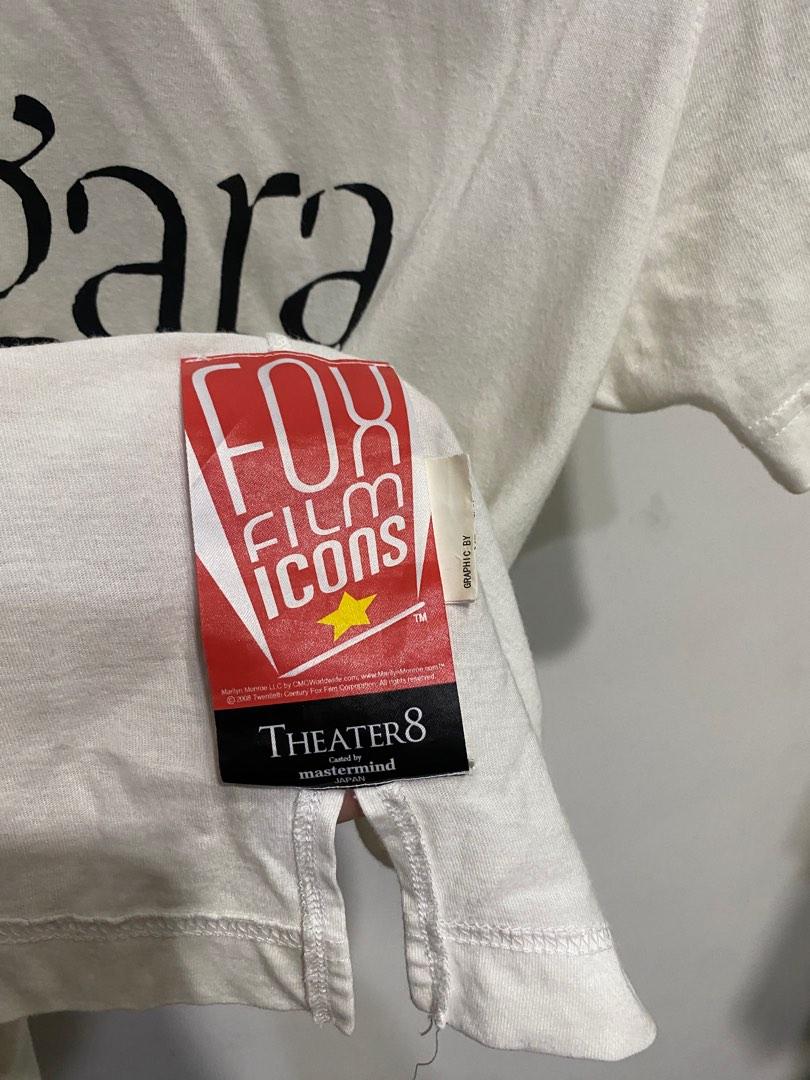 gara
FOX
FILM
ICONS
TM
GRAPHIC BY
Marilyn Monroe LLC by CMGWorldwide.com; www.MarilynMonroe.com™
© 2008 Twentieth Century Fox Film Corporation. All rights reserved.
THEATER8
Casted by
mastermind
JAPAN